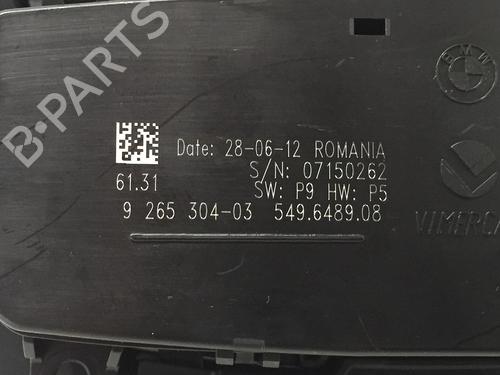 B-PARTS
BMW
Date: 28-06-12 ROMANIA
S/N: 07150262
61.31
SW: P9 HW: P5
9 265 304-03 549.6489.08